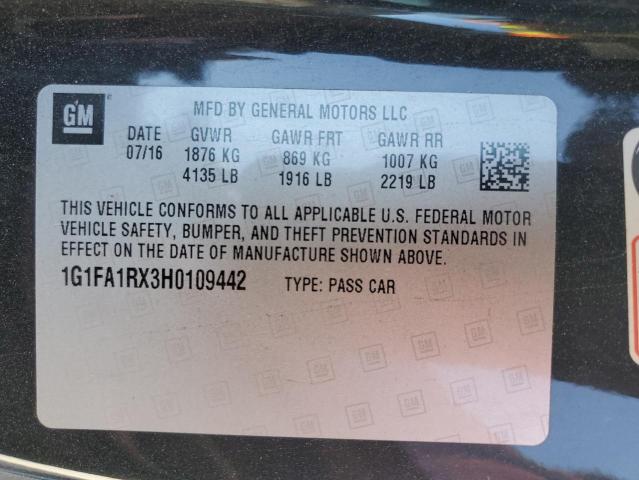 GM
MFD BY GENERAL MOTORS LLC
DATE GVWR GAWR FRT GAWR RR
07/16 1876 KG 869 KG 1007 KG
4135 LB 1916 LB 2219 LB
THIS VEHICLE CONFORMS TO ALL APPLICABLE U.S. FEDERAL MOTOR
VEHICLE SAFETY, BUMPER, AND THEFT PREVENTION STANDARDS IN
EFFECT ON THE DATE OF MANUFACTURE SHOWN ABOVE.
1G1FA1RX3H0109442 TYPE: PASS CAR